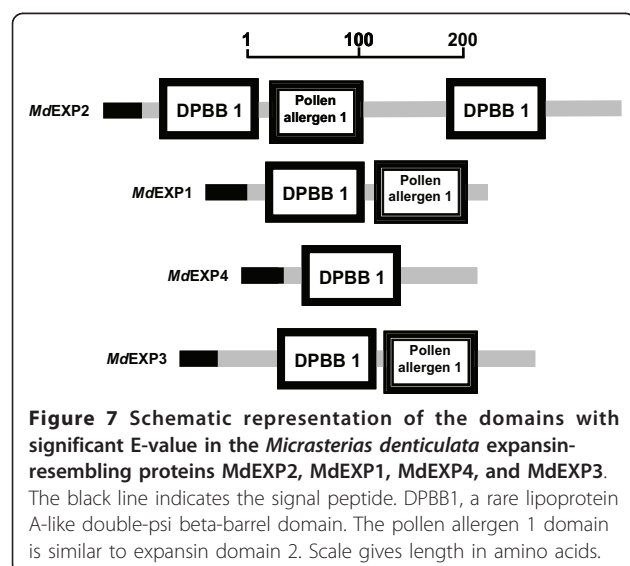 1 100 200
MdEXP2
DPBB 1
Pollen
allergen 1
DPBB 1
MdEXP1
DPBB 1
Pollen
allergen 1
MdEXP4
DPBB 1
MdEXP3
DPBB 1
Pollen
allergen 1
Figure 7 Schematic representation of the domains with
significant E-value in the Micrasterias denticulata expansin-
resembling proteins MdEXP2, MdEXP1, MdEXP4, and MdEXP3.
The black line indicates the signal peptide. DPBB1, a rare lipoprotein
A-like double-psi beta-barrel domain. The pollen allergen 1 domain
is similar to expansin domain 2. Scale gives length in amino acids.